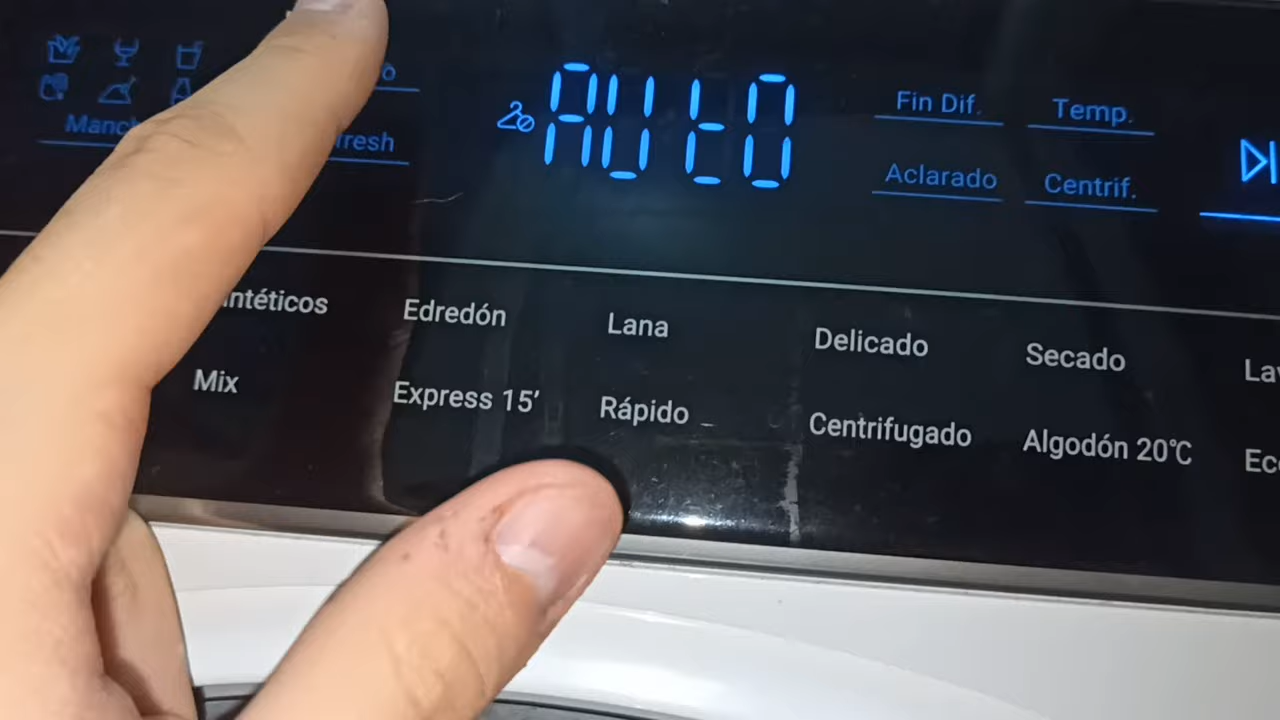 AUtO
Fin Dif.
Temp.
Aclarado
Centrif.
Edredón
Lana
Delicado
Secado
Mix
Express 15’
Rápido
Centrifugado
Algodón 20°C